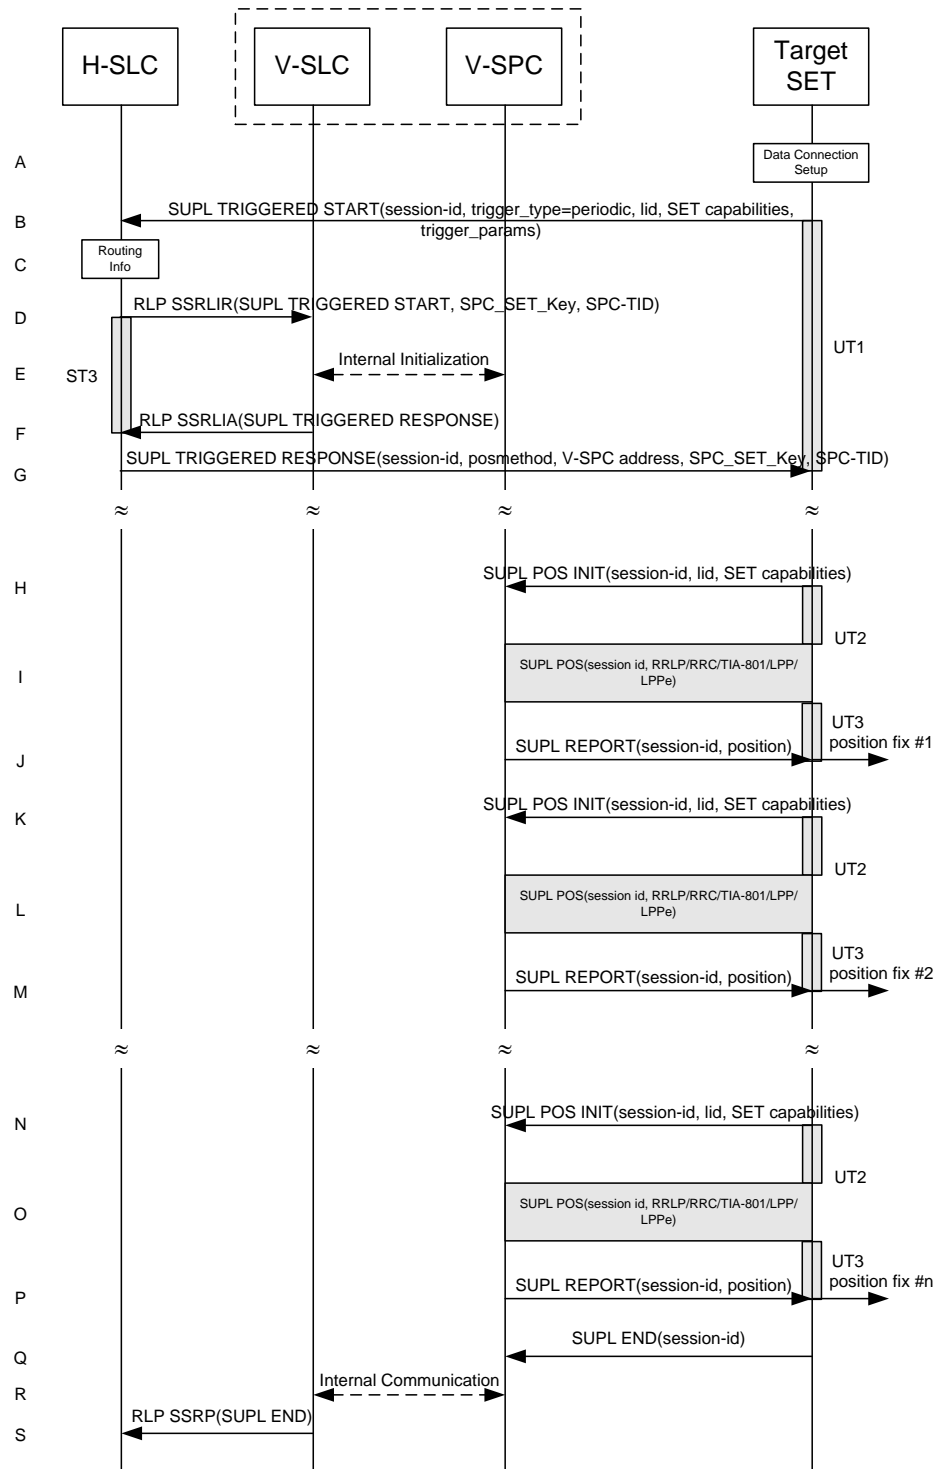 H-SLC
V-SLC
V-SPC
Target
SET
A
Data Connection
Setup
B
SUPL TRIGGERED START(session-id, trigger_type=periodic, lid, SET capabilities,
trigger_params)
C
Routing
Info
D
RLP SSRLIR(SUPL TRIGGERED START, SPC_SET_Key, SPC-TID)
UT1
E
ST3
Internal Initialization
F
RLP SSRLIA(SUPL TRIGGERED RESPONSE)
G
SUPL TRIGGERED RESPONSE(session-id, posmethod, V-SPC address, SPC_SET_Key, SPC-TID)
≈ ≈ ≈
H
SUPL POS INIT(session-id, lid, SET capabilities)
UT2
I
SUPL POS(session id, RRLP/RRC/TIA-801/LPP/
LPPe)
UT3
position fix #1
J
SUPL REPORT(session-id, position)
K
SUPL POS INIT(session-id, lid, SET capabilities)
UT2
L
SUPL POS(session id, RRLP/RRC/TIA-801/LPP/
LPPe)
UT3
position fix #2
M
SUPL REPORT(session-id, position)
≈ ≈ ≈
N
SUPL POS INIT(session-id, lid, SET capabilities)
UT2
O
SUPL POS(session id, RRLP/RRC/TIA-801/LPP/
LPPe)
UT3
position fix #n
P
SUPL REPORT(session-id, position)
Q
SUPL END(session-id)
R
Internal Communication
S
RLP SSRP(SUPL END)